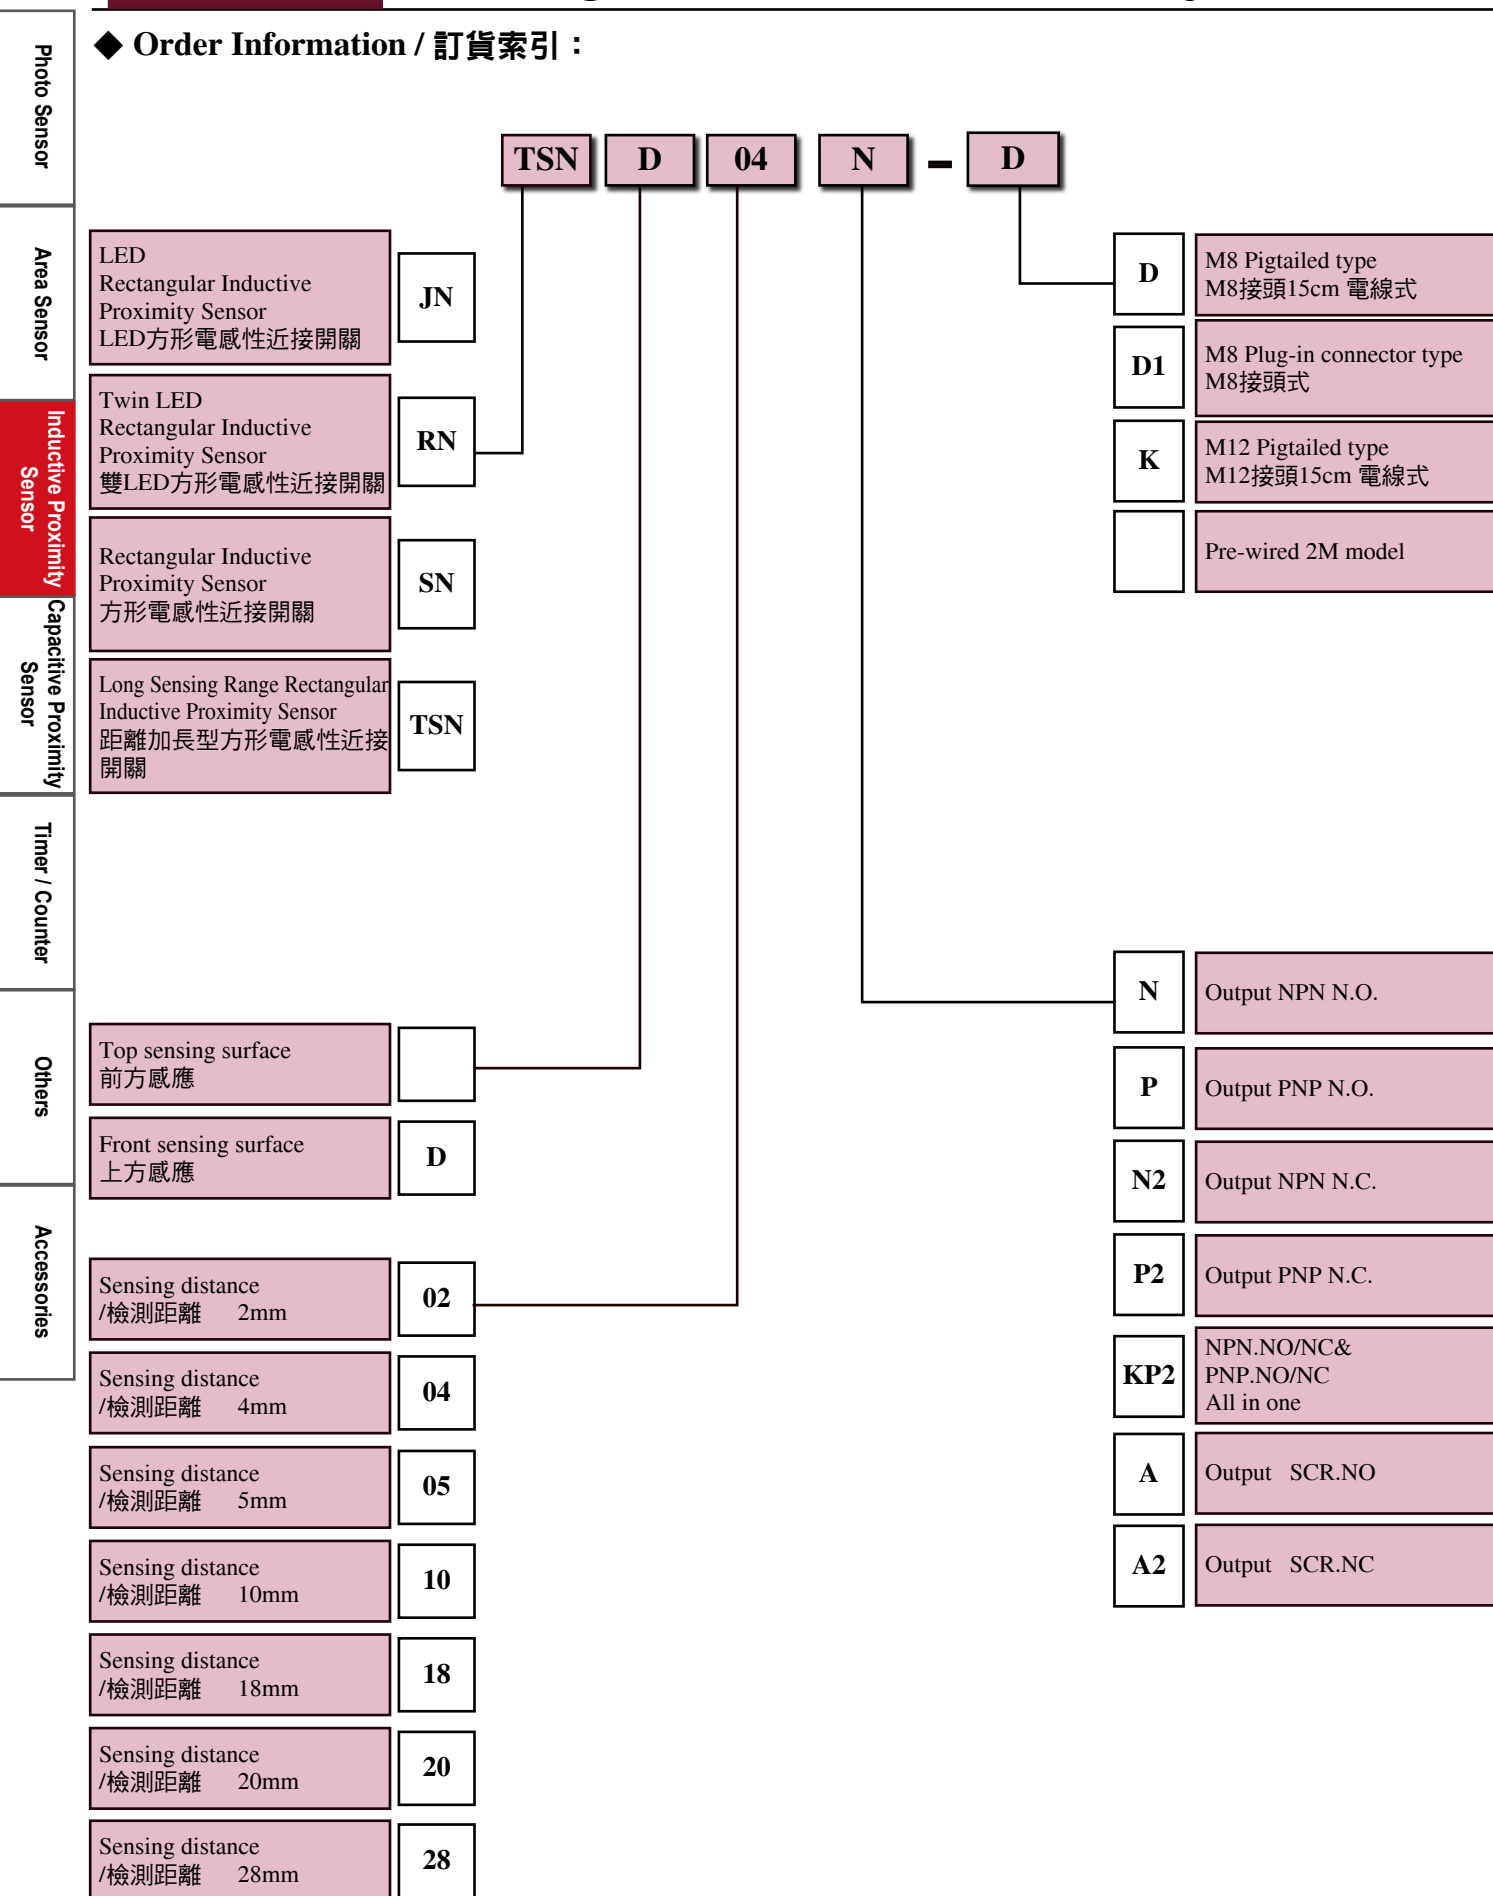 ◆ Order Information / 訂貨索引：
TSN D 04 N - D
Photo Sensor
Area Sensor
Inductive Proximity
Sensor
Capacitive Proximity
Sensor
Timer / Counter
Others
Accessories
LED
Rectangular Inductive
Proximity Sensor
LED方形電感性近接開關
JN
Twin LED
Rectangular Inductive
Proximity Sensor
雙LED方形電感性近接開關
RN
Rectangular Inductive
Proximity Sensor
方形電感性近接開關
SN
Long Sensing Range Rectangular
Inductive Proximity Sensor
距離加長型方形電感性近接
開關
TSN
Top sensing surface
前方感應
Front sensing surface
上方感應
D
Sensing distance
/檢測距離 2mm
02
Sensing distance
/檢測距離 4mm
04
Sensing distance
/檢測距離 5mm
05
Sensing distance
/檢測距離 10mm
10
Sensing distance
/檢測距離 18mm
18
Sensing distance
/檢測距離 20mm
20
Sensing distance
/檢測距離 28mm
28
D
M8 Pigtailed type
M8接頭15cm 電線式
D1
M8 Plug-in connector type
M8接頭式
K
M12 Pigtailed type
M12接頭15cm 電線式
Pre-wired 2M model
N
Output NPN N.O.
P
Output PNP N.O.
N2
Output NPN N.C.
P2
Output PNP N.C.
KP2
NPN.NO/NC&
PNP.NO/NC
All in one
A
Output SCR.NO
A2
Output SCR.NC